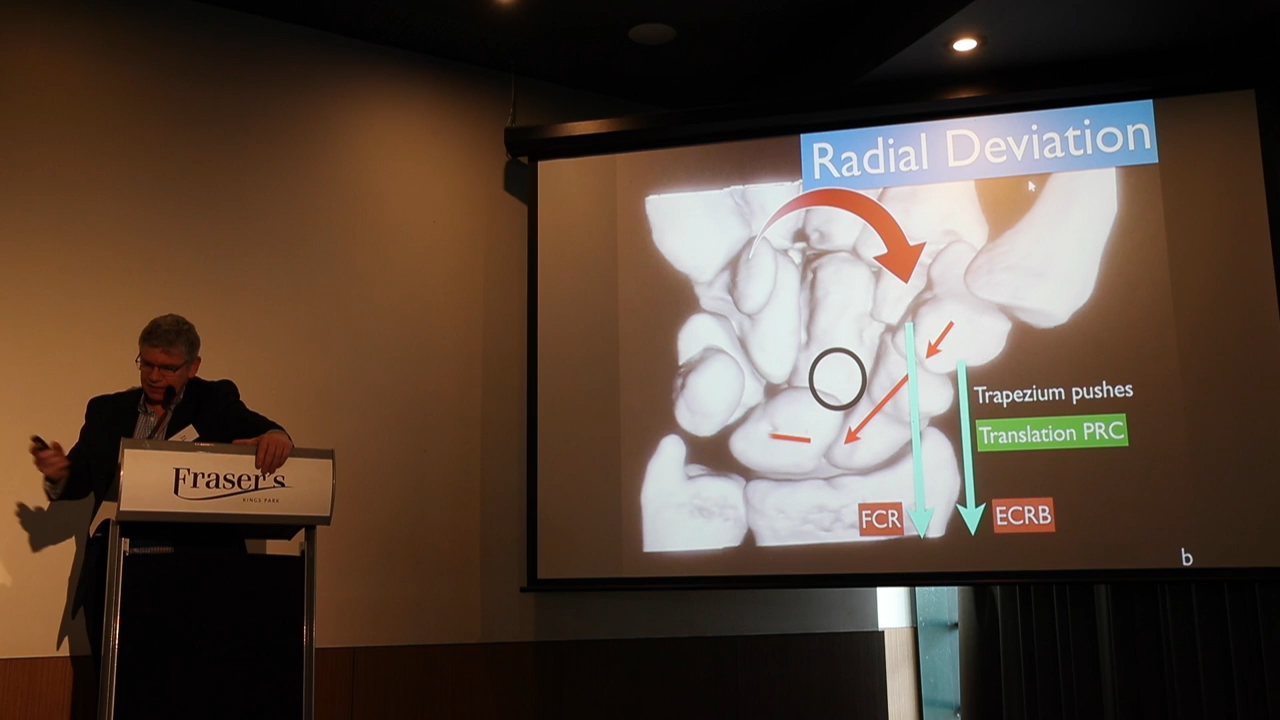 Radial Deviation
Trapezium pushes
Translation PRC
FCR
ECRB
b
Fraser's
KINGS PARK